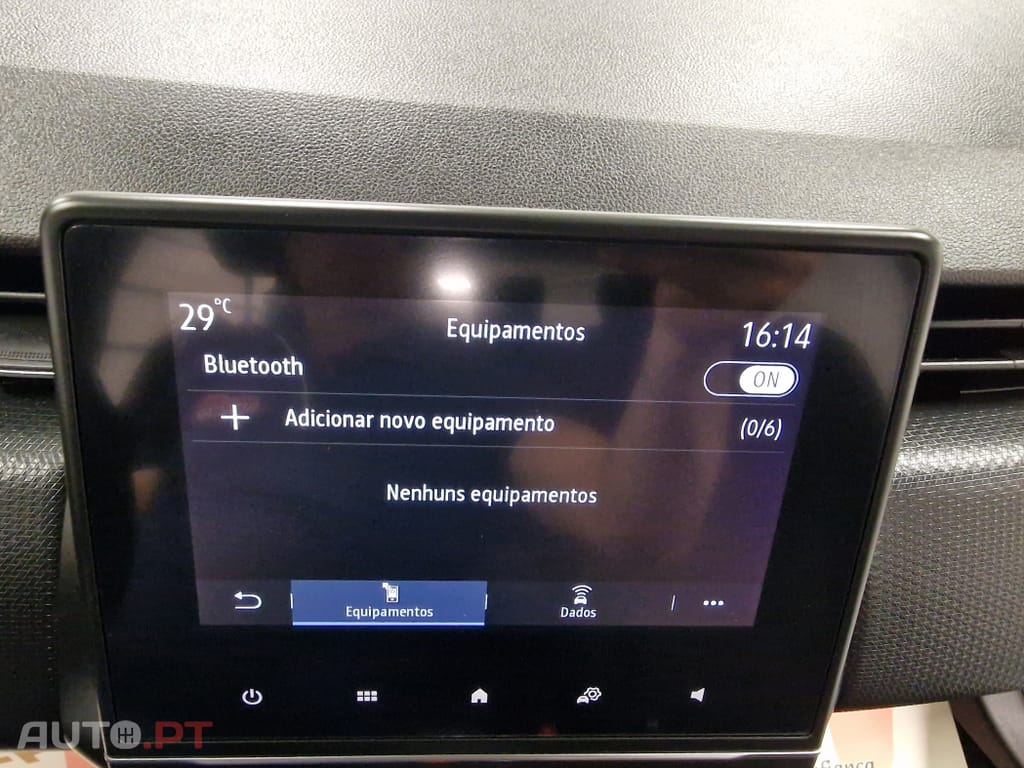 29°C
Equipamentos
16:14
Bluetooth
ON
Adicionar novo equipamento
(0/6)
Nenhuns equipamentos
Equipamentos
Dados
AUTO.PT